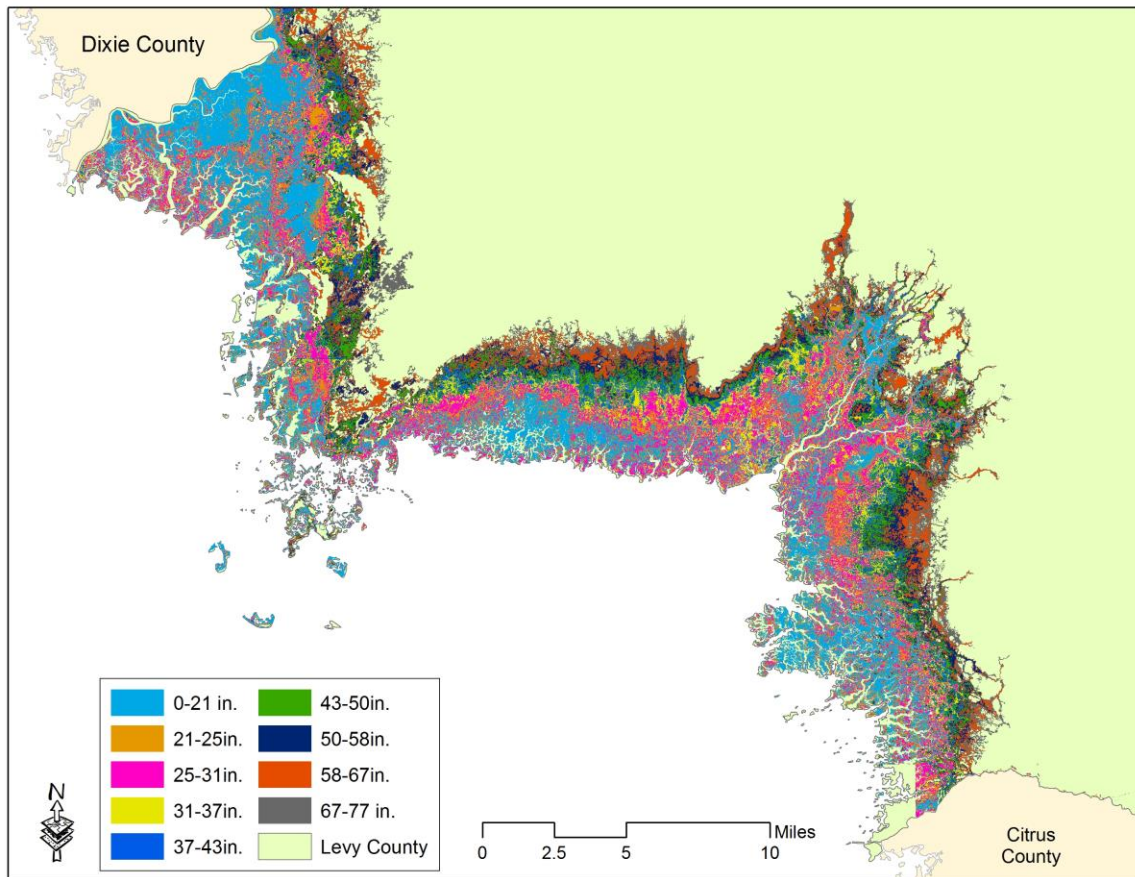 Dixie County
0-21 in.
21-25in.
25-31in.
31-37in.
37-43in.
43-50in.
50-58in.
58-67in.
67-77 in.
Levy County
N
Miles
0 2.5 5 10
Citrus
County